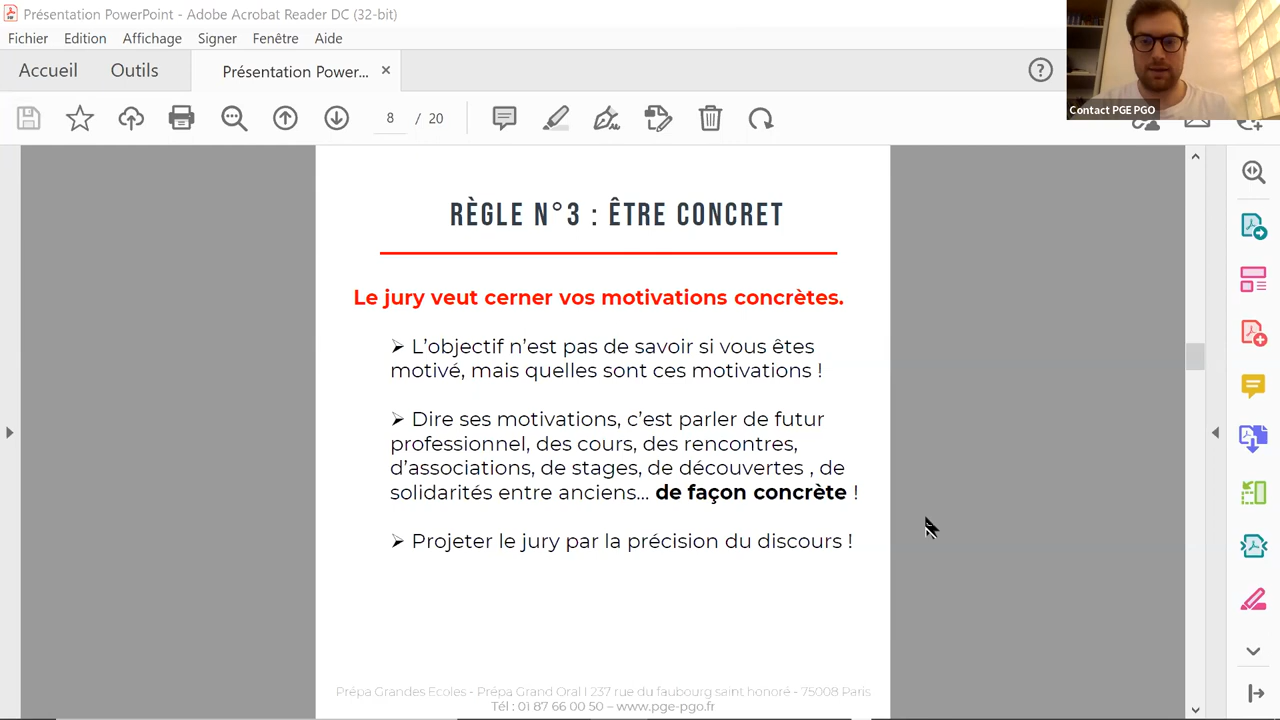 Présentation PowerPoint - Adobe Acrobat Reader DC (32-bit)
Fichier Edition Affichage Signer Fenêtre Aide
Accueil Outils Présentation Power... ×
8 / 20
Contact PGE PGO
RÈGLE N°3 : ÊTRE CONCRET
Le jury veut cerner vos motivations concrètes.
➢ L’objectif n’est pas de savoir si vous êtes
motivé, mais quelles sont ces motivations !
➢ Dire ses motivations, c’est parler de futur
professionnel, des cours, des rencontres,
d’associations, de stages, de découvertes , de
solidarités entre anciens... de façon concrète !
➢ Projeter le jury par la précision du discours !
Prépa Grandes Ecoles - Prépa Grand Oral I 237 rue du faubourg saint honoré - 75008 Paris
Tél : 01 87 66 00 50 – www.pge-pgo.fr